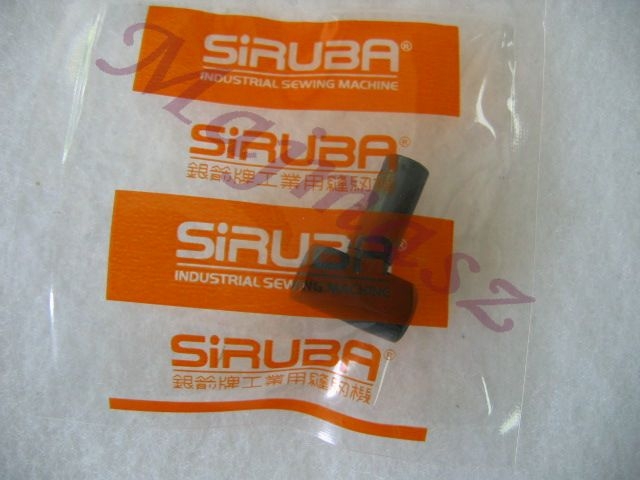 SiRUBA®
INDUSTRIAL SEWING MACHINE
SiRUBA®
銀箭牌工業用縫紉機
SiRUBA
INDUSTRIAL SEWING MACHINE
SiRUBA®
銀箭牌工業用縫紉機
Marimasz